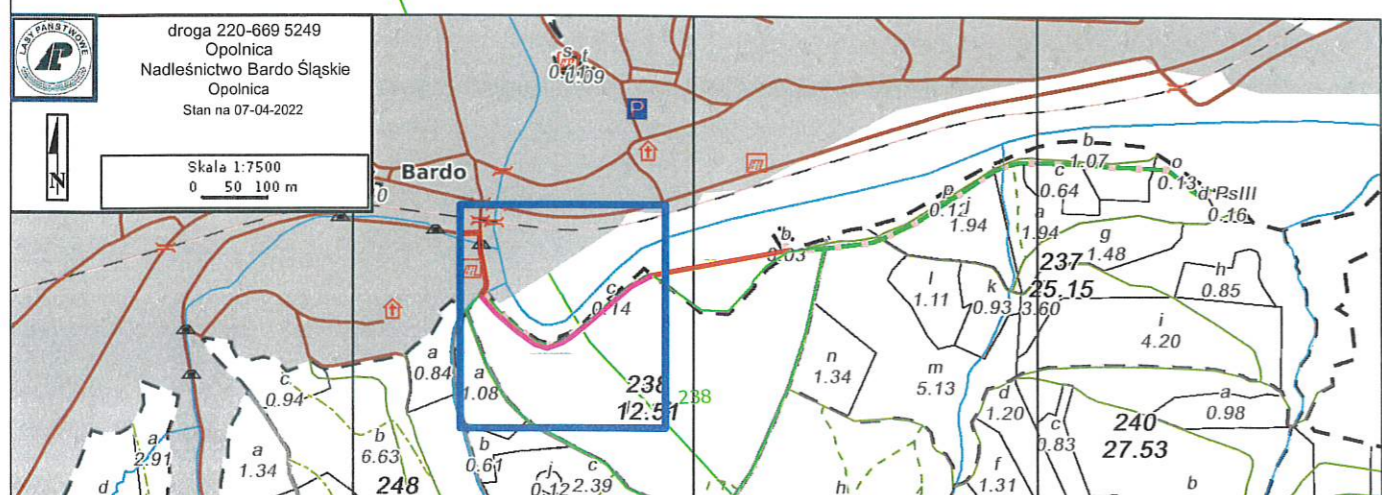 LASY PAŃSTWOWE
droga 220-669 5249
Opolnica
Nadleśnictwo Bardo Śląskie
Opolnica
Stan na 07-04-2022
Skala 1:7500
0 50 100 m
N
Bardo
P
s
f
0.09
b
1.07
o
0.13
c
0.64
d PsIII
0.16
p
0.12
j
1.94
a
1.94
g
1.48
237
25.15
h
0.85
b
0.03
l
1.11
k
0.93
3.60
i
4.20
c
0.14
n
1.34
m
5.13
d
1.20
a
0.98
c
0.83
240
27.53
238
12.51
238
a
0.84
a
1.08
c
0.94
b
6.63
b
0.61
a
2.91
a
1.34
d
248
j
0.12
c
2.39
h
f
1.31
b